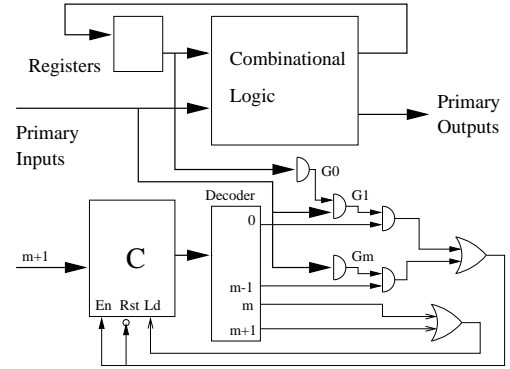 Registers
Combinational
Logic
Primary
Outputs
Primary
Inputs
G0
Decoder
G1
0
m+1
C
Gm
m-1
m
m+1
En Rst Ld